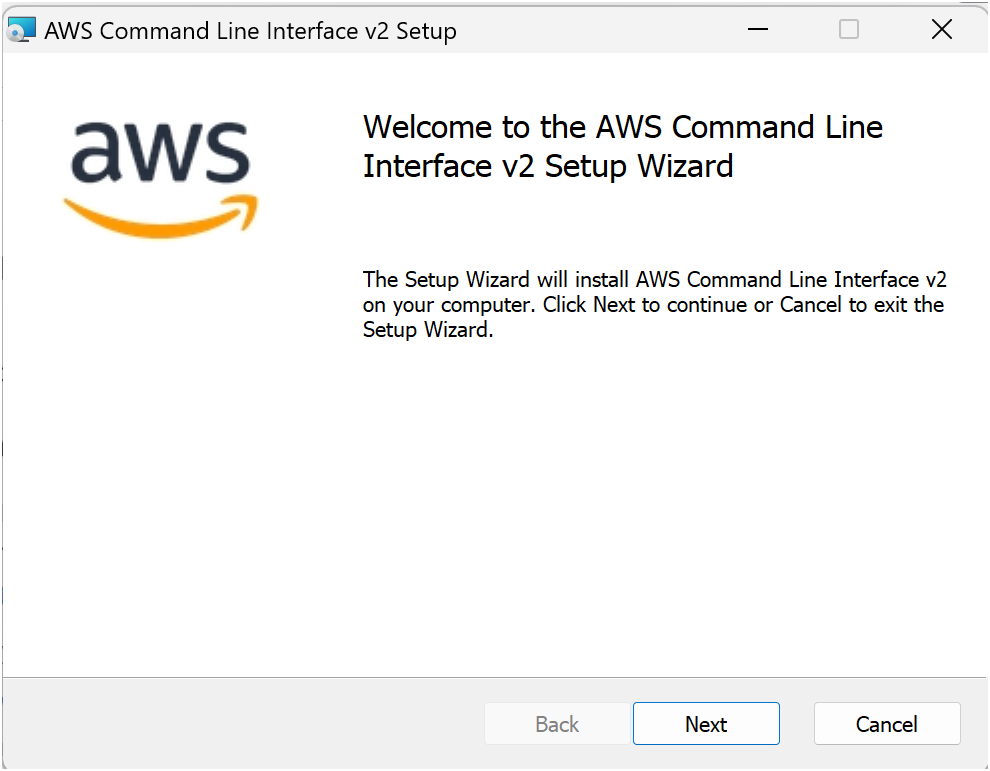 AWS Command Line Interface v2 Setup
aws
Welcome to the AWS Command Line
Interface v2 Setup Wizard
The Setup Wizard will install AWS Command Line Interface v2
on your computer. Click Next to continue or Cancel to exit the
Setup Wizard.
Back
Next
Cancel